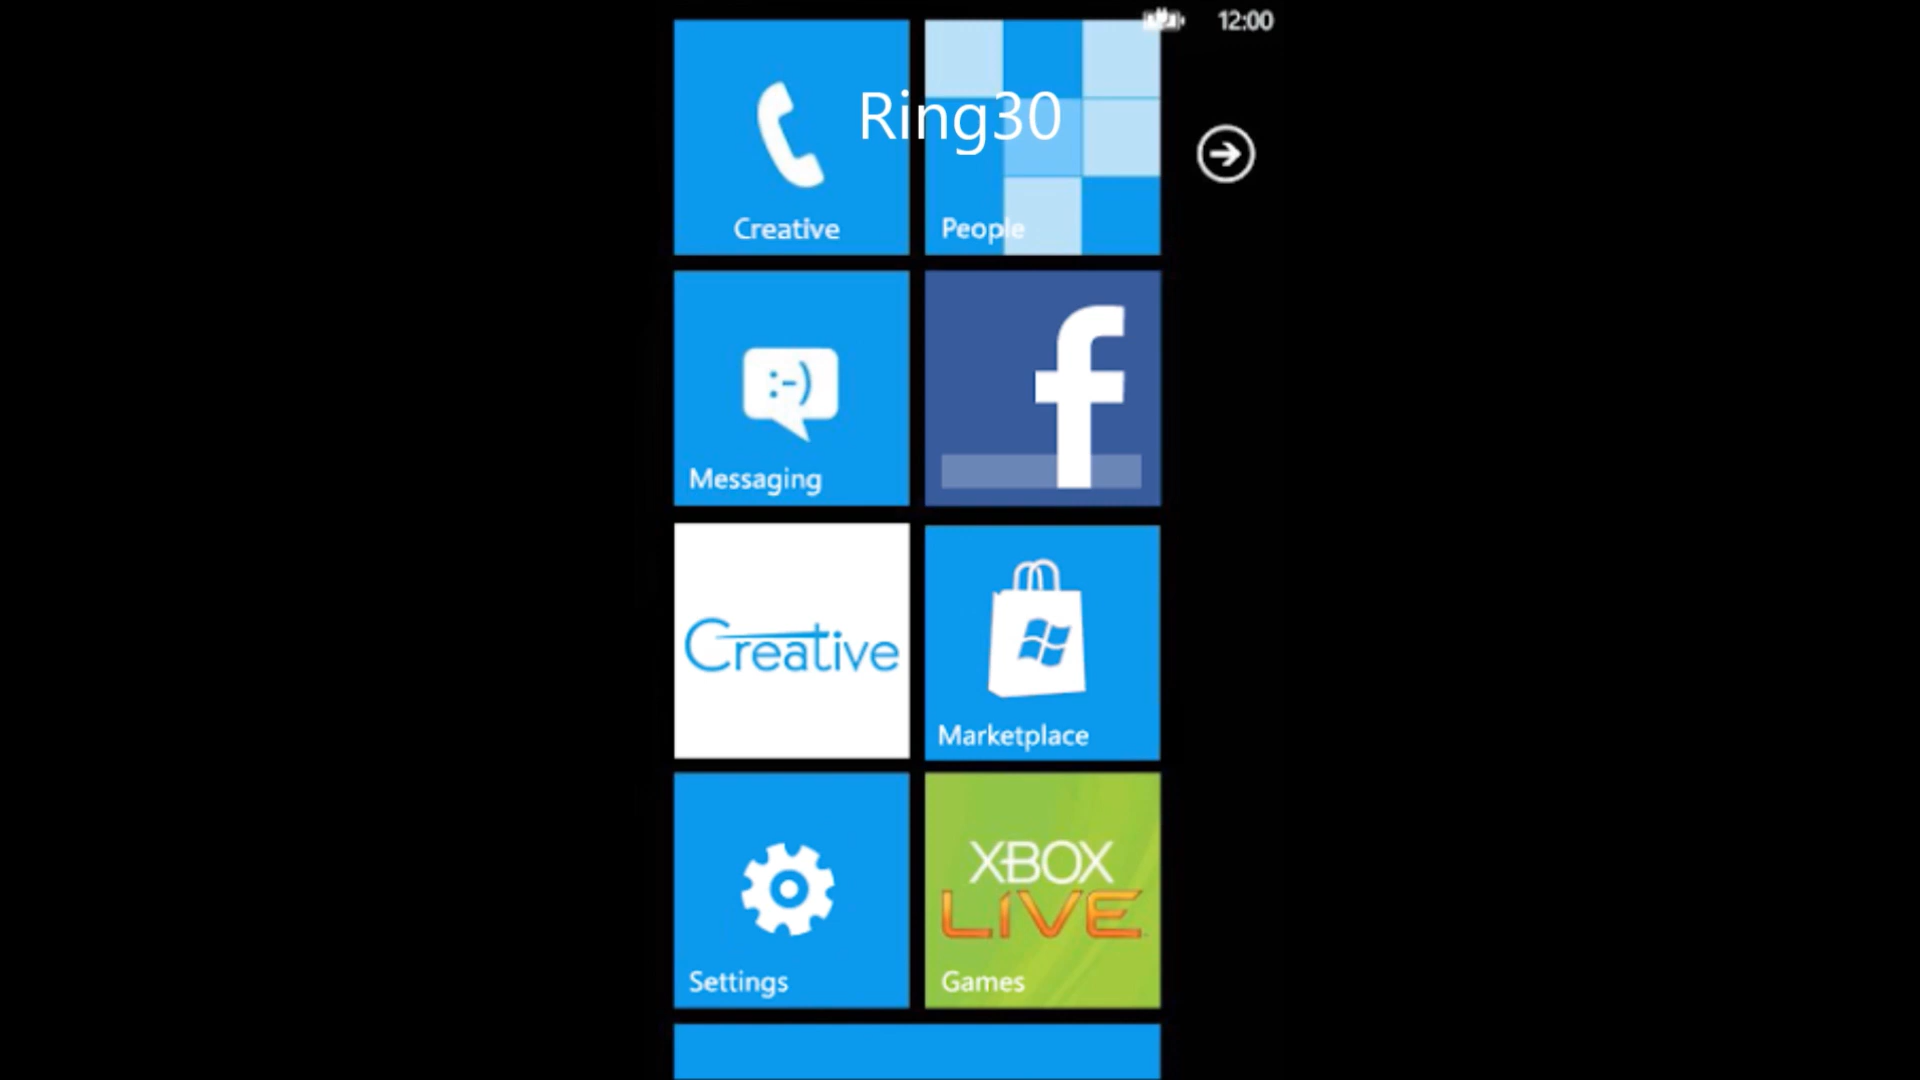 12:00
Ring30
Creative
People
:-)
Messaging
f
Creative
Marketplace
XBOX
LIVE
Settings
Games